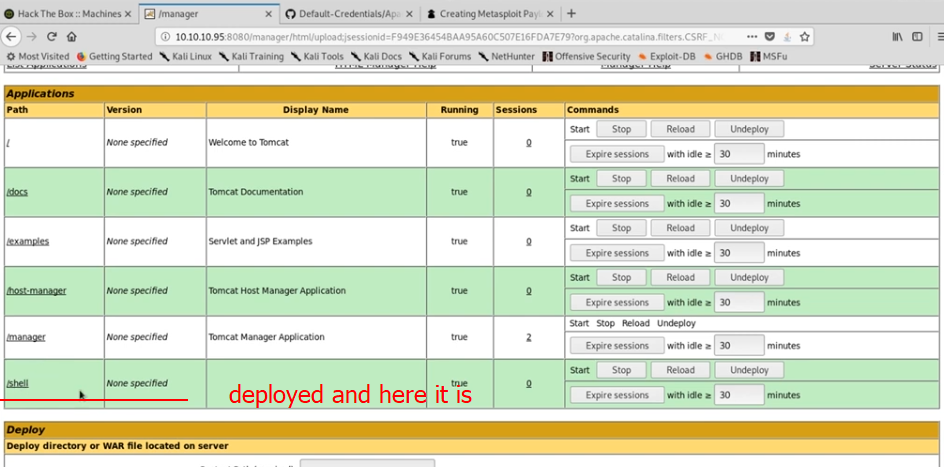 Hack The Box :: Machines
/manager
Default-Credentials/Apa
Creating Metasploit Payl
10.10.10.95:8080/manager/html/upload;jsessionid=F949E36454BAA95A60C507E16FDA7E79?org.apache.catalina.filters.CSRF_N
Most Visited Getting Started Kali Linux Kali Training Kali Tools Kali Docs Kali Forums NetHunter Offensive Security Exploit-DB GHDB MSFu
List Applications HTML Manager Help Manager Help Server Status
Applications
Path Version Display Name Running Sessions Commands
/ None specified Welcome to Tomcat true 0 Start Stop Reload Undeploy
Expire sessions with idle ≥ 30 minutes
/docs None specified Tomcat Documentation true 0 Start Stop Reload Undeploy
Expire sessions with idle ≥ 30 minutes
/examples None specified Servlet and JSP Examples true 0 Start Stop Reload Undeploy
Expire sessions with idle ≥ 30 minutes
/host-manager None specified Tomcat Host Manager Application true 0 Start Stop Reload Undeploy
Expire sessions with idle ≥ 30 minutes
/manager None specified Tomcat Manager Application true 2 Start Stop Reload Undeploy
Expire sessions with idle ≥ 30 minutes
/shell None specified true 0 Start Stop Reload Undeploy
Expire sessions with idle ≥ 30 minutes
deployed and here it is
Deploy
Deploy directory or WAR file located on server